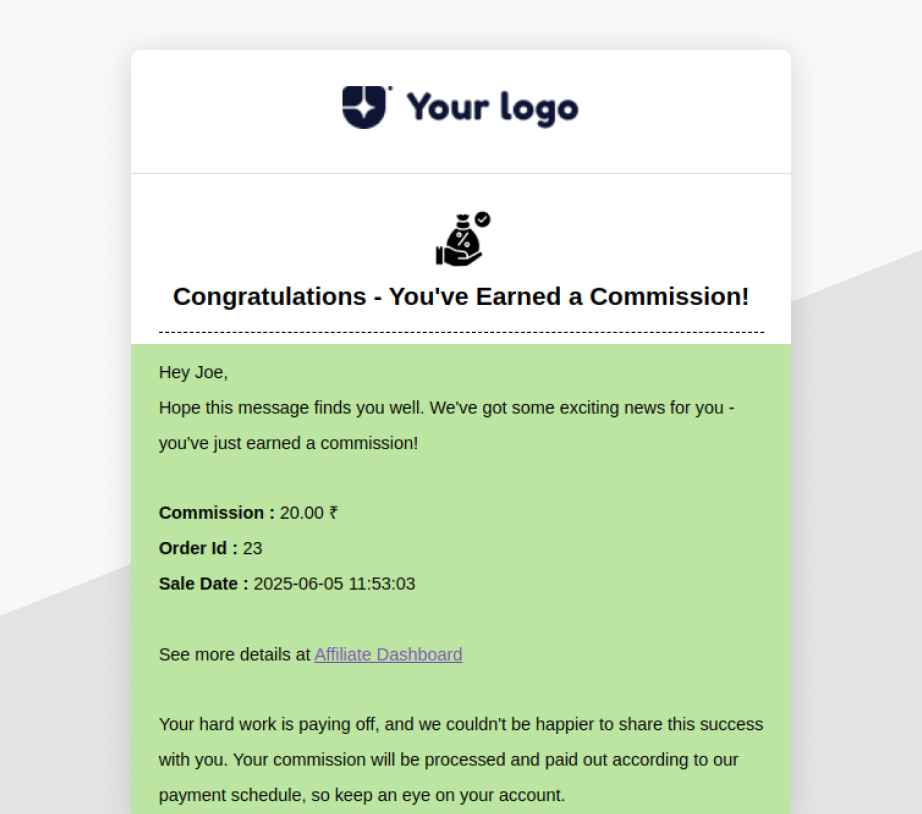 Your logo
Congratulations - You've Earned a Commission!
Hey Joe,
Hope this message finds you well. We've got some exciting news for you -
you've just earned a commission!
Commission : 20.00 ₹
Order Id : 23
Sale Date : 2025-06-05 11:53:03
See more details at Affiliate Dashboard
Your hard work is paying off, and we couldn't be happier to share this success
with you. Your commission will be processed and paid out according to our
payment schedule, so keep an eye on your account.